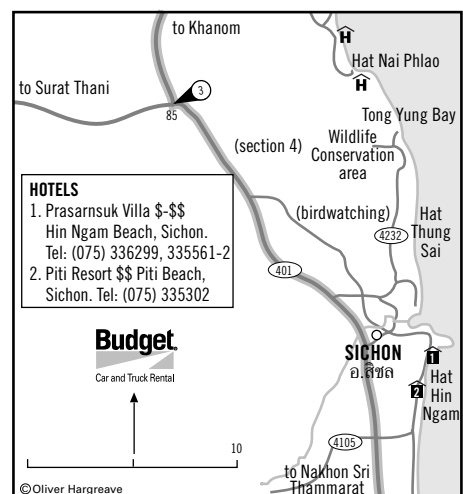 to Khanom
H
Hat Nai Phlao
H
to Surat Thani
3
85
Tong Yung Bay
(section 4)
Wildlife
Conservation
area
HOTELS
1. Prasarnsuk Villa $-$$
Hin Ngam Beach, Sichon.
Tel: (075) 336299, 335561-2
2. Piti Resort $$ Piti Beach,
Sichon. Tel: (075) 335302
(birdwatching)
4232
Hat
Thung
Sai
401
Budget®
Car and Truck Rental
SICHON
อ.สิชล
1
2
Hat
Hin
Ngam
10
4105
to Nakhon Sri
Thammarat
©Oliver Hargreave